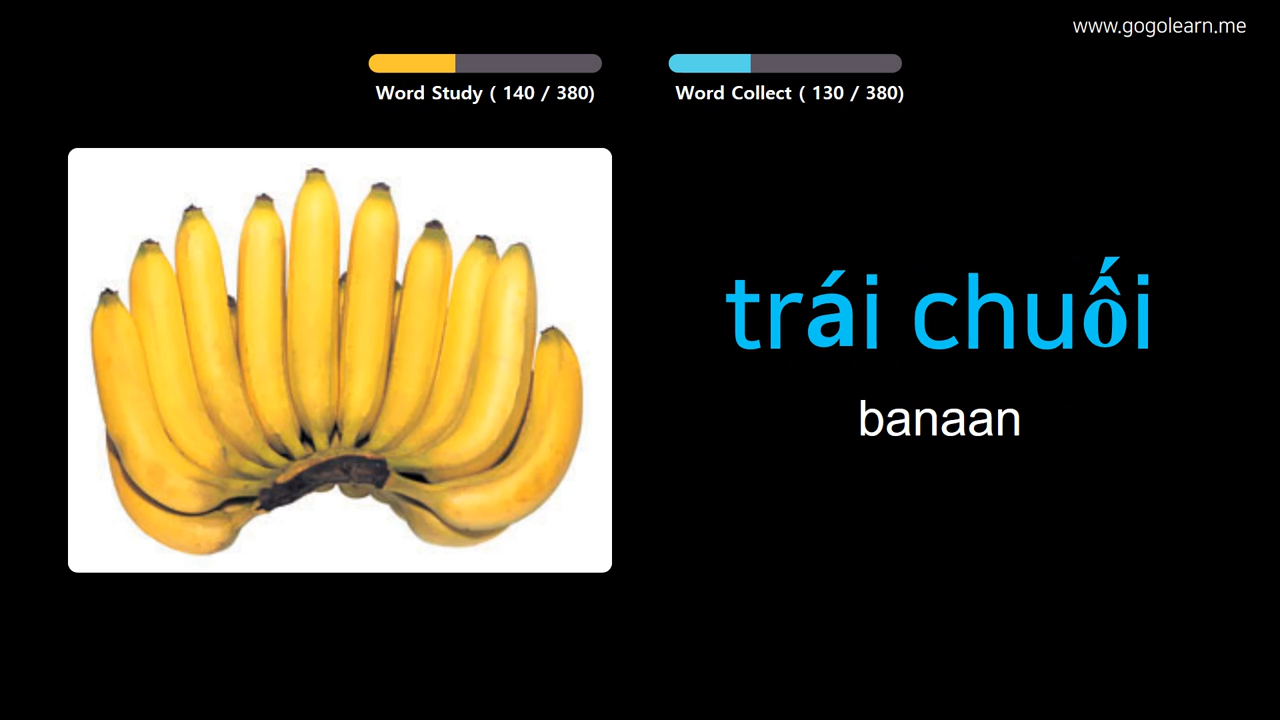 www.gogolearn.me
Word Study ( 140 / 380)
Word Collect ( 130 / 380)
trái chuối
banaan